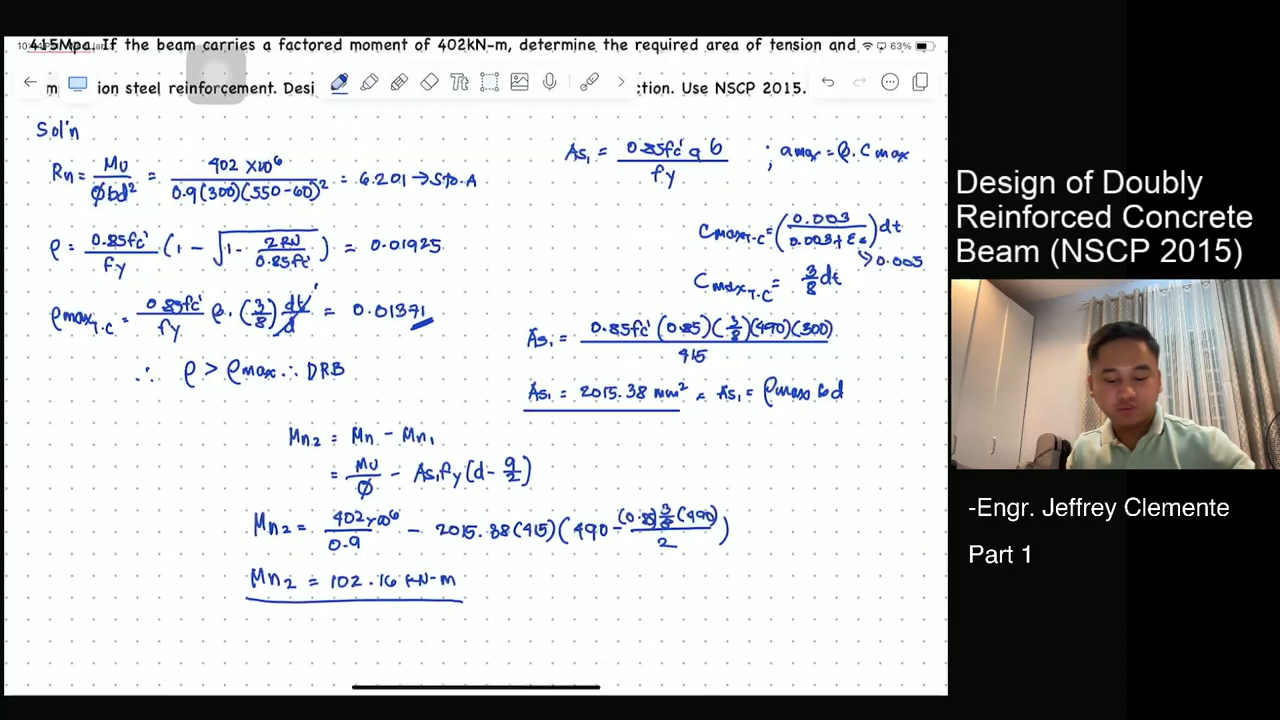 415Mpa. If the beam carries a factored moment of 402kN-m, determine the required area of tension and
63%
ion steel reinforcement. Desi
ction. Use NSCP 2015.
Tt
Sol'n
Rn = Mu/Øbd² = 402 x10⁶/0.9(300)(550-60)² = 6.201 → STO.A
ρ = 0.85fc'/fy (1 - √1 - 2RN/0.85fc') = 0.01925
ρmax T.C = 0.85fc'/fy β. (3/8) dt/d = 0.01371
∴ ρ > ρmax ∴ DRB
As₁ = 0.85fc' a b/fy ; amax = β. Cmax
Cmax T.C = (0.003/0.003+Es) dt
↳ 0.005
Cmax T.C = 3/8 dt
As₁ = 0.85fc' (0.85)(3/8)(490)(300)/415
As₁ = 2015.38 mm² = As₁ = ρmax bd
Mn₂ = Mn - Mn₁
= Mu/Ø - As₁fy (d - a/2)
Mn₂ = 402x10⁶/0.9 - 2015.38(415)(490 - (0.85)3/8(490)/2)
Mn₂ = 102.16 kN-m
Design of Doubly
Reinforced Concrete
Beam (NSCP 2015)
-Engr. Jeffrey Clemente
Part 1